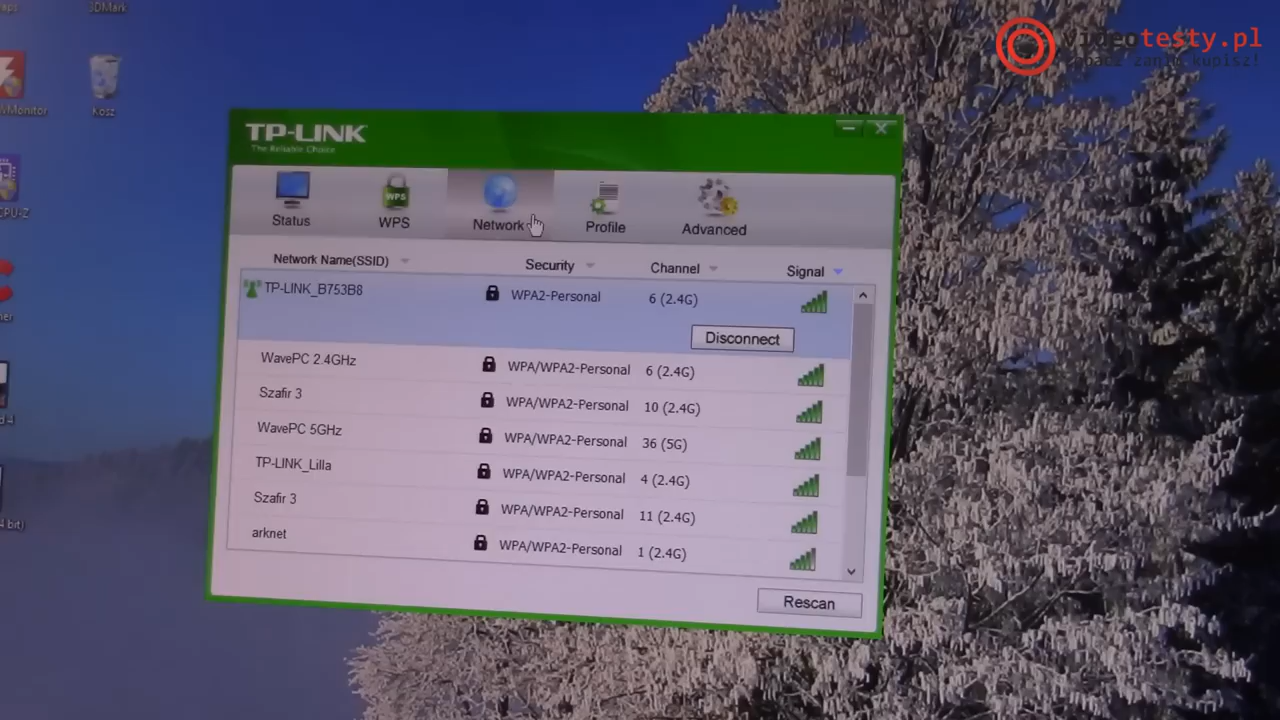 3DMark
videotesty.pl
zobacz zanim kupisz!
Kosz
TP-LINK
The Reliable Choice
Status
WPS
WPS
Network
Profile
Advanced
Network Name(SSID)
Security
Channel
Signal
TP-LINK_B753B8
WPA2-Personal
6 (2.4G)
Disconnect
WavePC 2.4GHz
WPA/WPA2-Personal
6 (2.4G)
Szafir 3
WPA/WPA2-Personal
10 (2.4G)
WavePC 5GHz
WPA/WPA2-Personal
36 (5G)
TP-LINK_Lilla
WPA/WPA2-Personal
4 (2.4G)
Szafir 3
WPA/WPA2-Personal
11 (2.4G)
arknet
WPA/WPA2-Personal
1 (2.4G)
Rescan